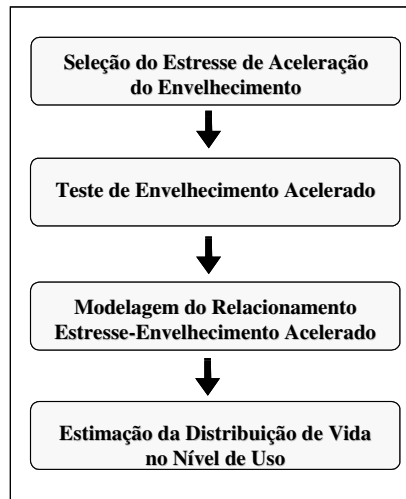 Seleção do Estresse de Aceleração
do Envelhecimento
Teste de Envelhecimento Acelerado
Modelagem do Relacionamento
Estresse-Envelhecimento Acelerado
Estimação da Distribuição de Vida
no Nível de Uso